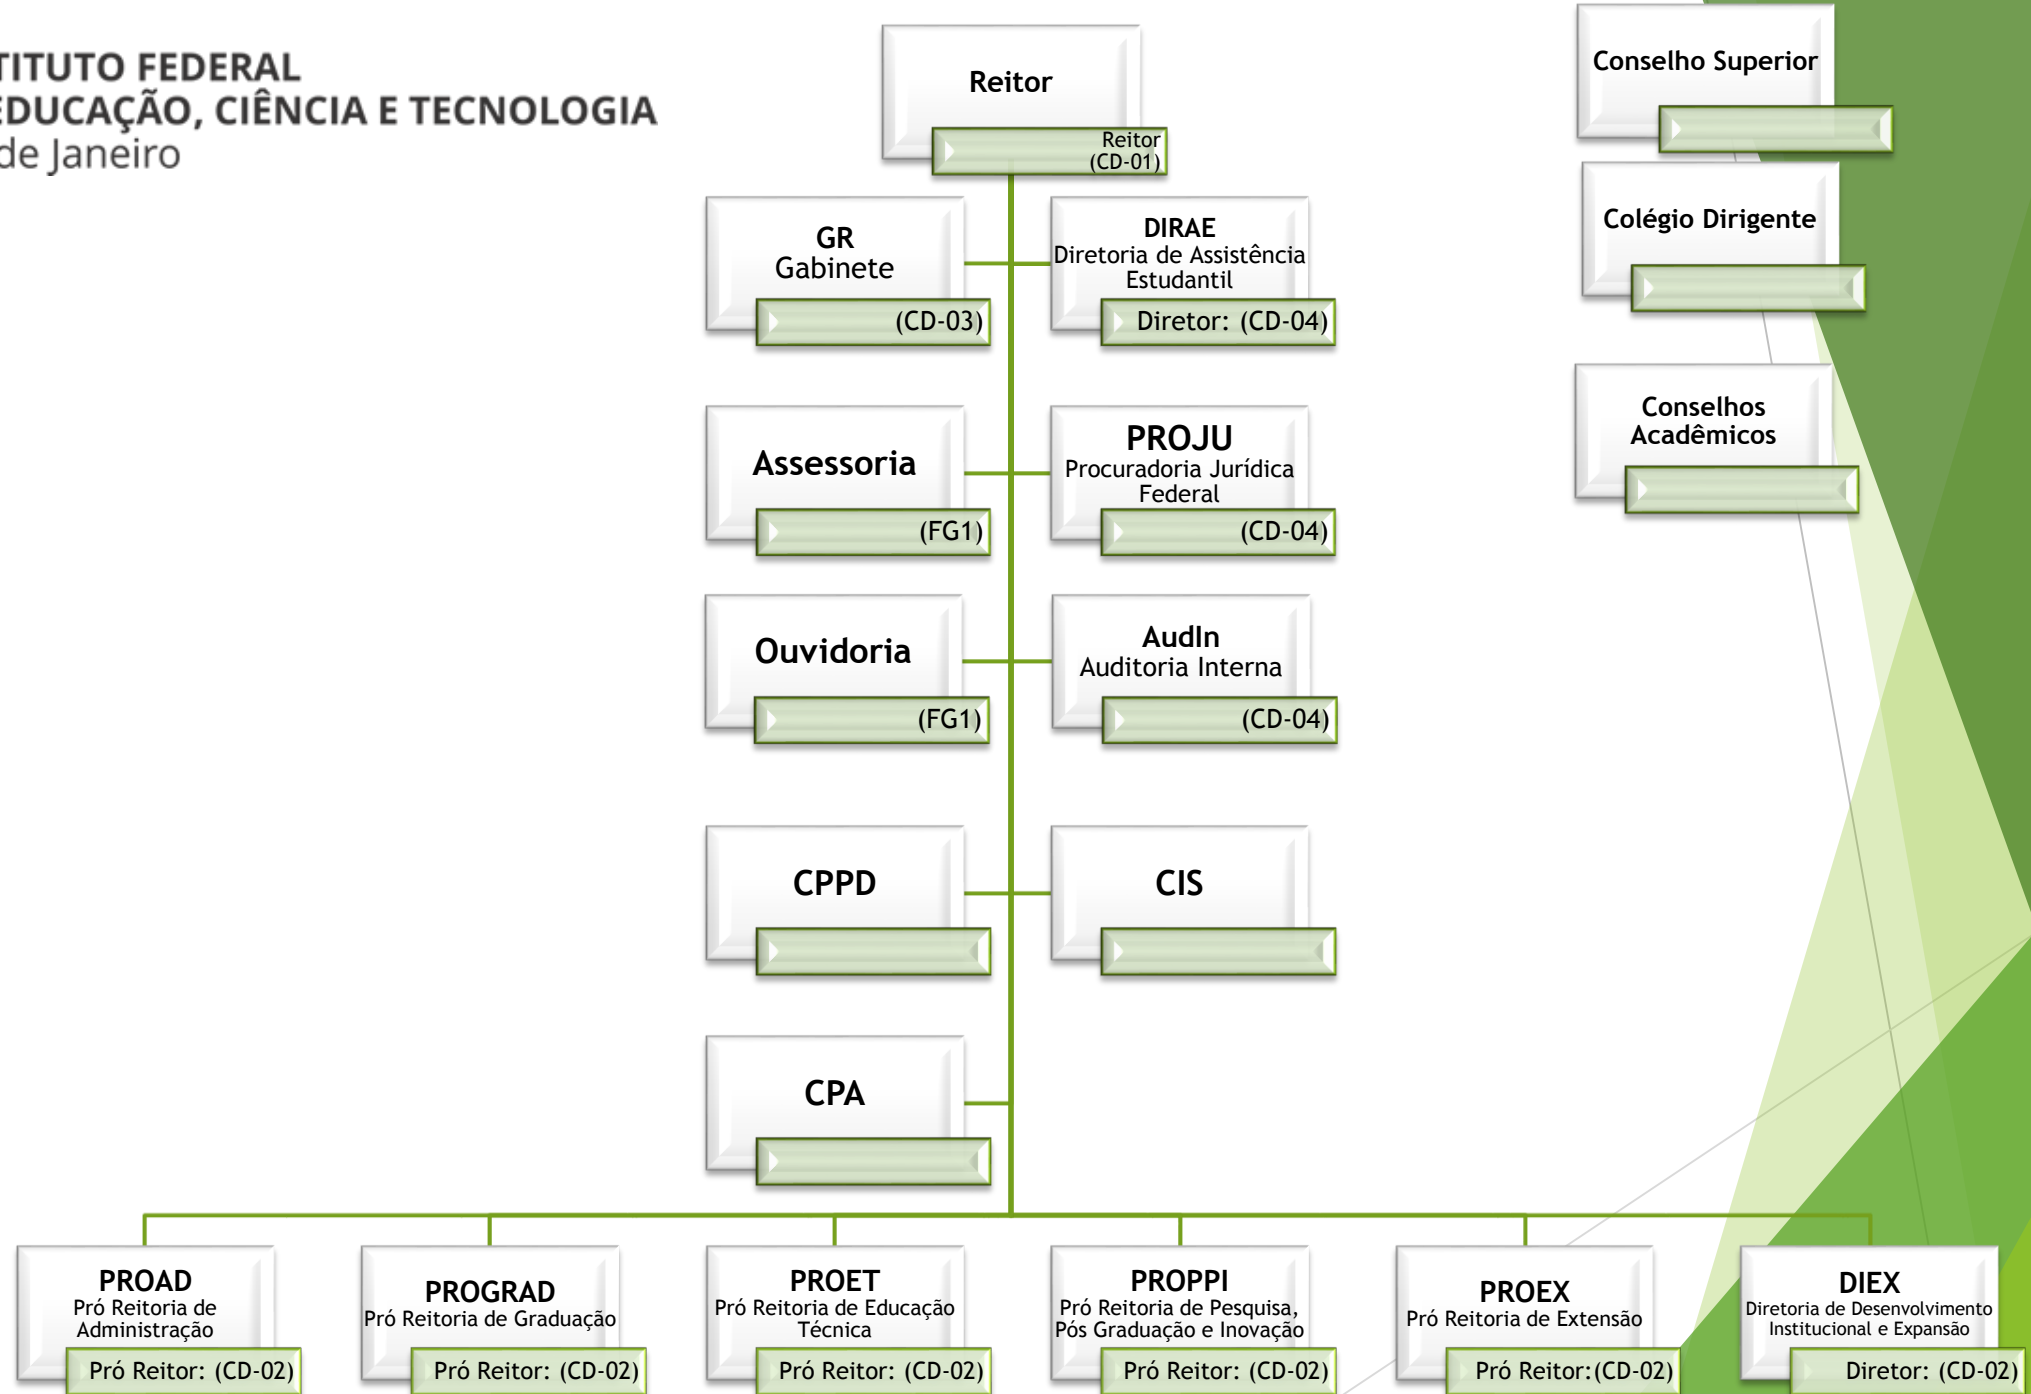 TITUTO FEDERAL
EDUCAÇÃO, CIÊNCIA E TECNOLOGIA
de Janeiro
Reitor
Reitor
(CD-01)
Conselho Superior
Colégio Dirigente
Conselhos
Acadêmicos
GR
Gabinete
(CD-03)
DIRAE
Diretoria de Assistência
Estudantil
Diretor: (CD-04)
Assessoria
(FG1)
PROJU
Procuradoria Jurídica
Federal
(CD-04)
Ouvidoria
(FG1)
AudIn
Auditoria Interna
(CD-04)
CPPD
CIS
CPA
PROAD
Pró Reitoria de
Administração
Pró Reitor: (CD-02)
PROGRAD
Pró Reitoria de Graduação
Pró Reitor: (CD-02)
PROET
Pró Reitoria de Educação
Técnica
Pró Reitor: (CD-02)
PROPPI
Pró Reitoria de Pesquisa,
Pós Graduação e Inovação
Pró Reitor: (CD-02)
PROEX
Pró Reitoria de Extensão
Pró Reitor:(CD-02)
DIEX
Diretoria de Desenvolvimento
Institucional e Expansão
Diretor: (CD-02)